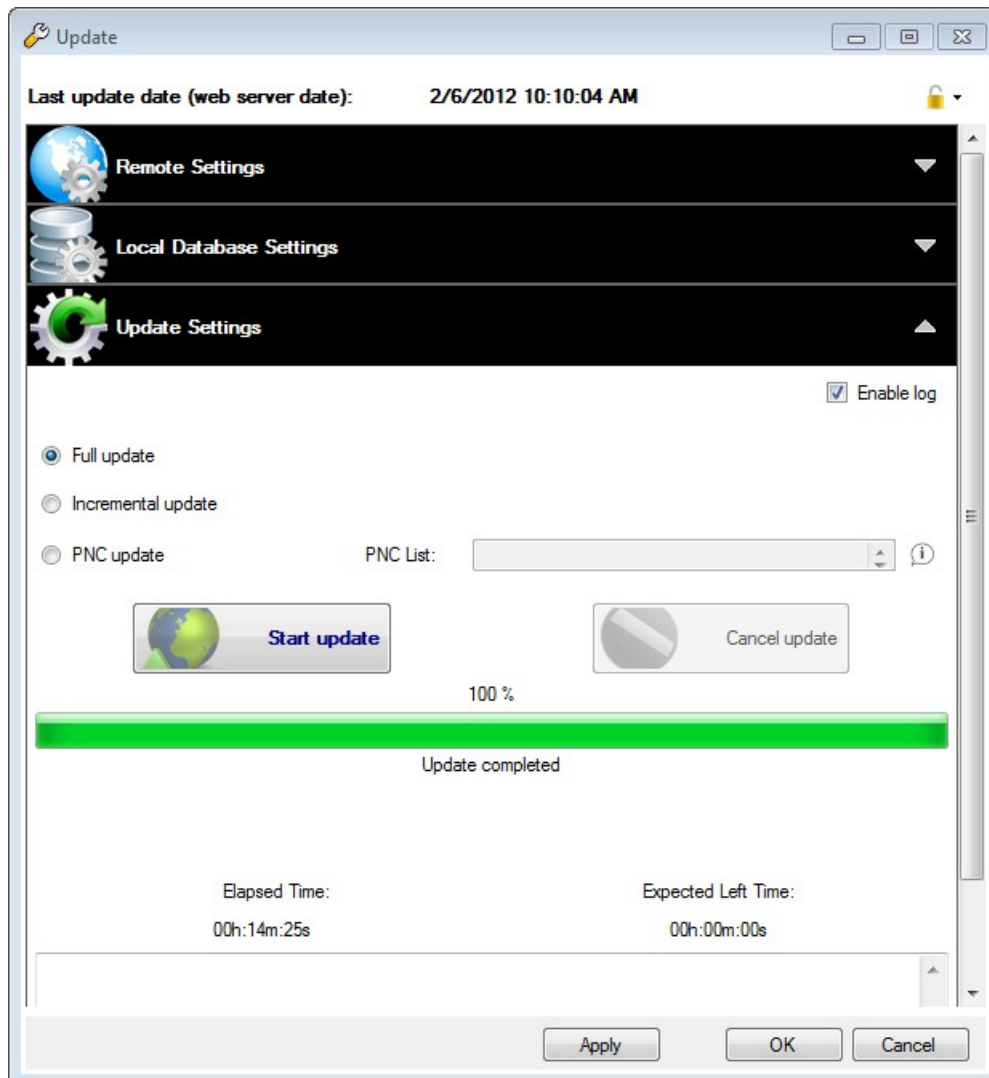 Update
Last update date (web server date): 2/6/2012 10:10:04 AM
Remote Settings
Local Database Settings
Update Settings
Enable log
Full update
Incremental update
PNC update PNC List:
Start update Cancel update
100 %
Update completed
Elapsed Time: Expected Left Time:
00h:14m:25s 00h:00m:00s
Apply OK Cancel